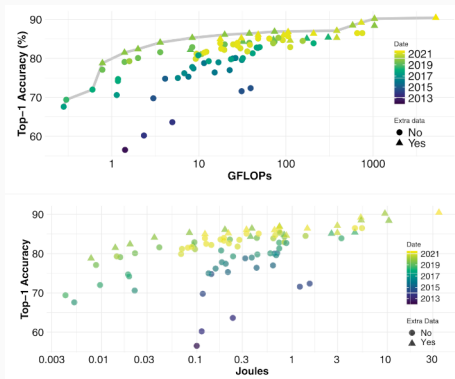 Top−1 Accuracy (%)
90
80
70
60
1
10
100
1000
GFLOPs
Date
2021
2019
2017
2015
2013
Extra data
No
Yes
Top−1 Accuracy
90
80
70
60
0.003
0.01
0.03
0.1
0.3
1
3
10
30
Joules
Date
2021
2019
2017
2015
2013
Extra Data
No
Yes